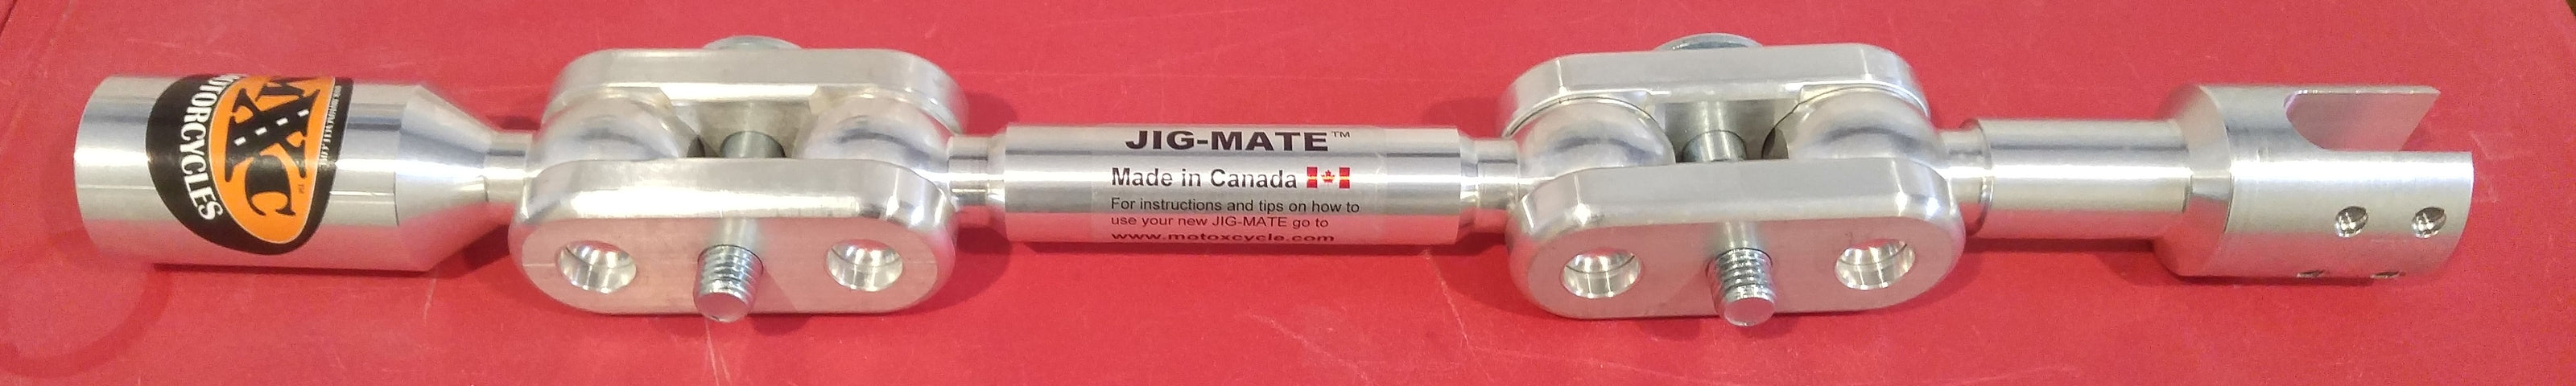 MXC™
MOTORCYCLES
JIG-MATE™
Made in Canada
For instructions and tips on how to
use your new JIG-MATE go to
www.motoxcycle.com